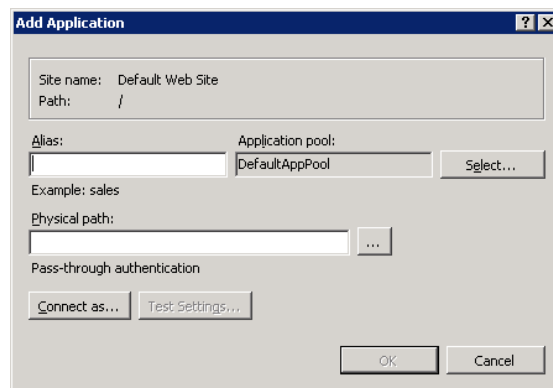 Add Application
Site name: Default Web Site
Path: /
Alias: Application pool:
DefaultAppPool Select...
Example: sales
Physical path:
...
Pass-through authentication
Connect as... Test Settings...
OK Cancel